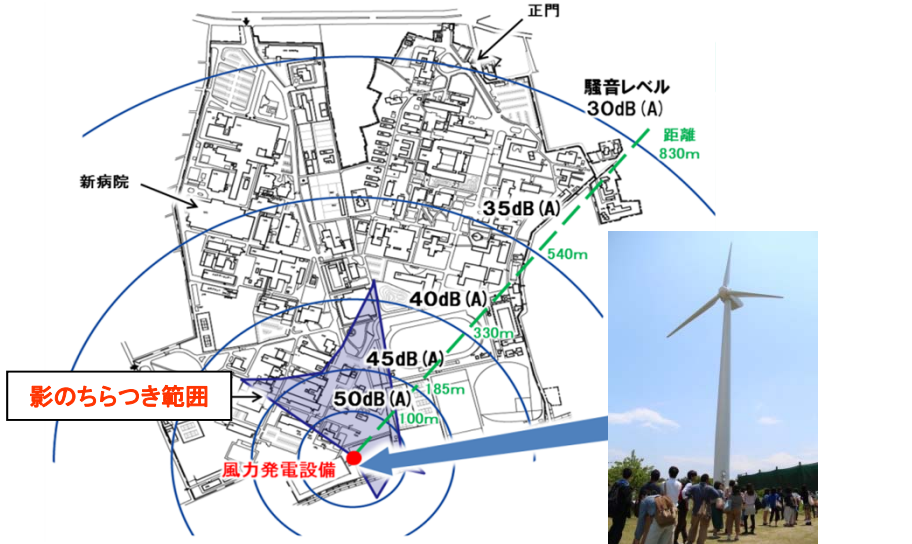 正門
騒音レベル
30dB(A)
距離
830m
新病院
35dB(A)
540m
40dB(A)
330m
45dB(A)
185m
影のちらつき範囲
50dB(A)
100m
風力発電設備